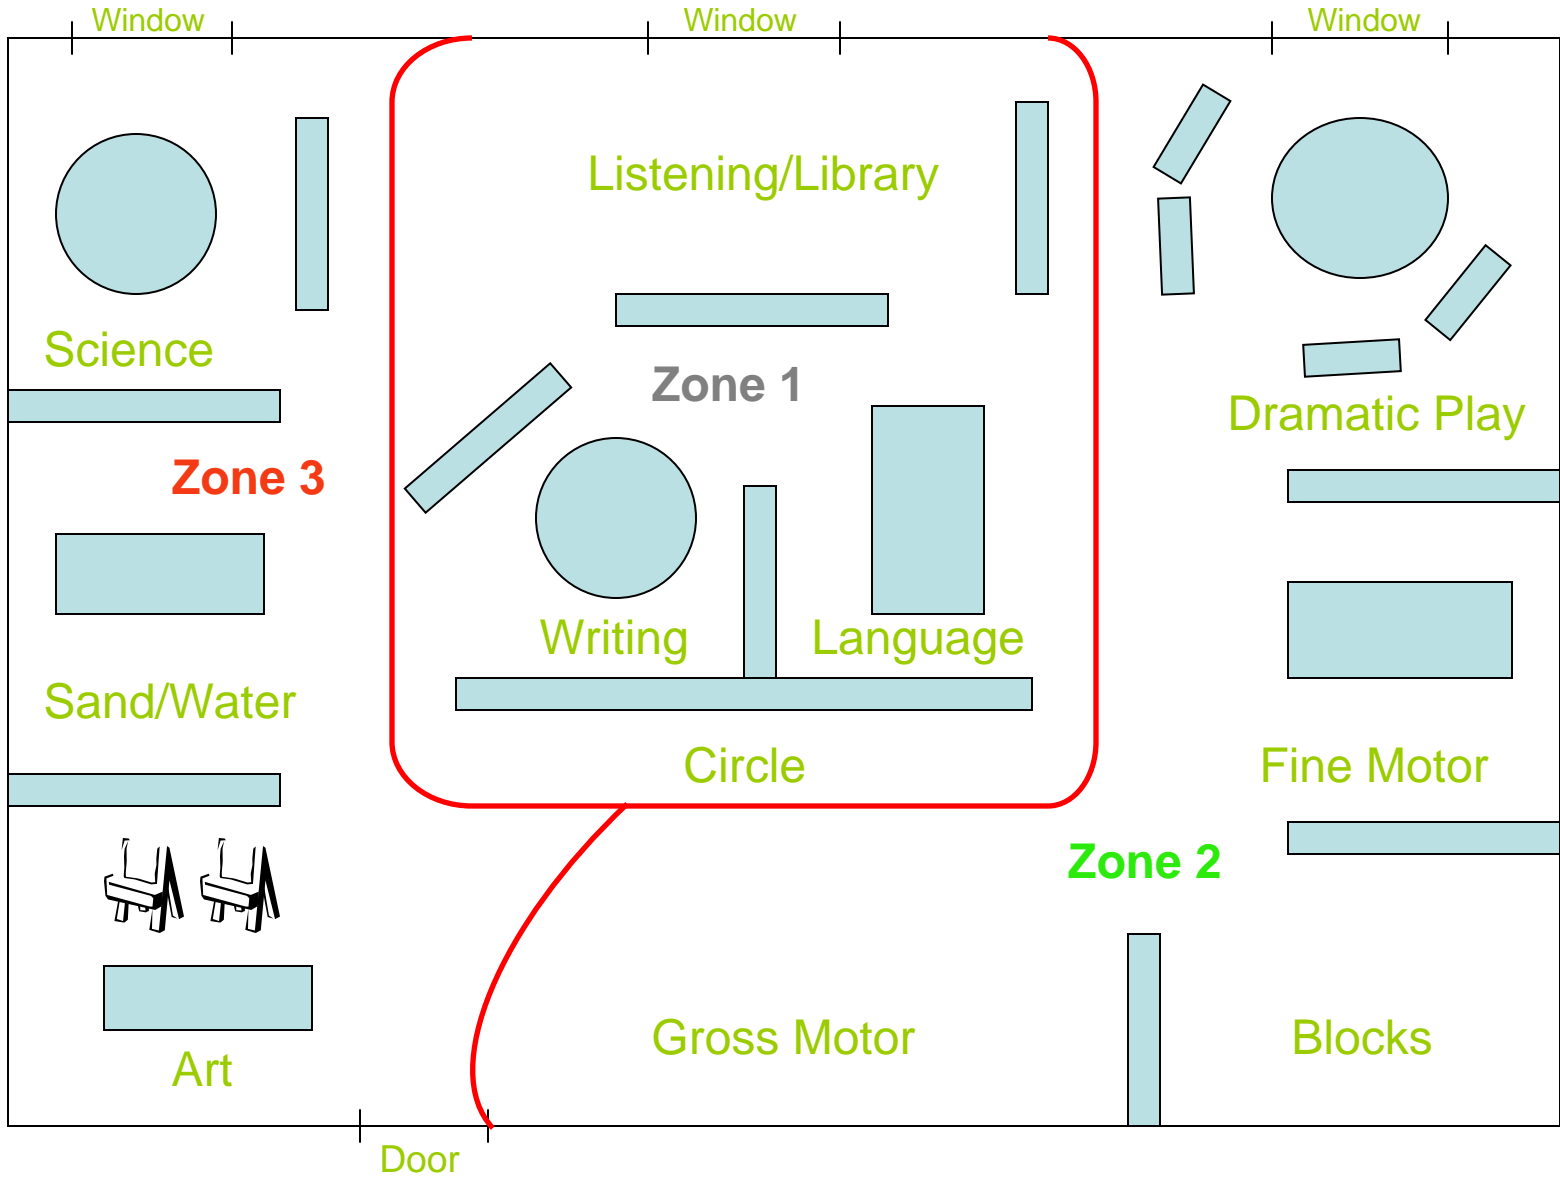 Window
Window
Window
Listening/Library
Science
Zone 1
Dramatic Play
Zone 3
Writing
Language
Sand/Water
Circle
Fine Motor
Zone 2
Gross Motor
Blocks
Art
Door